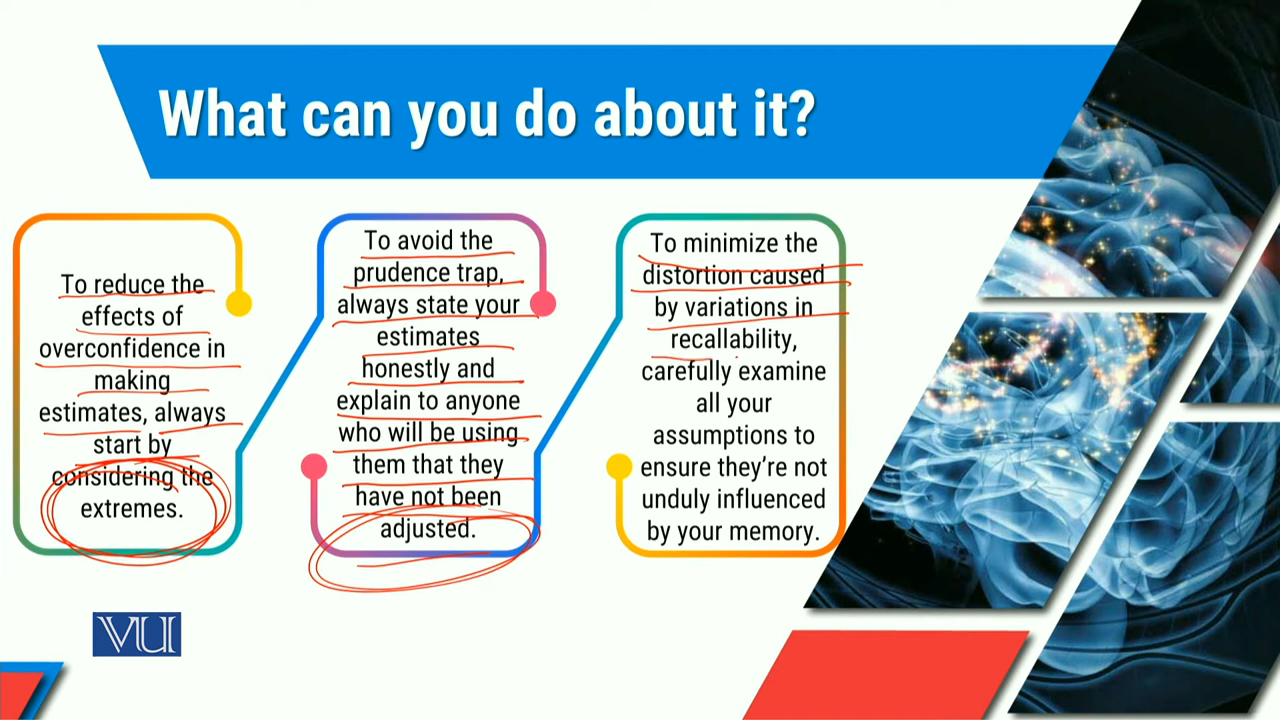 What can you do about it?
To reduce the
effects of
overconfidence in
making
estimates, always
start by
considering the
extremes.
To avoid the
prudence trap,
always state your
estimates
honestly and
explain to anyone
who will be using
them that they
have not been
adjusted.
To minimize the
distortion caused
by variations in
recallability,
carefully examine
all your
assumptions to
ensure they’re not
unduly influenced
by your memory.
VU